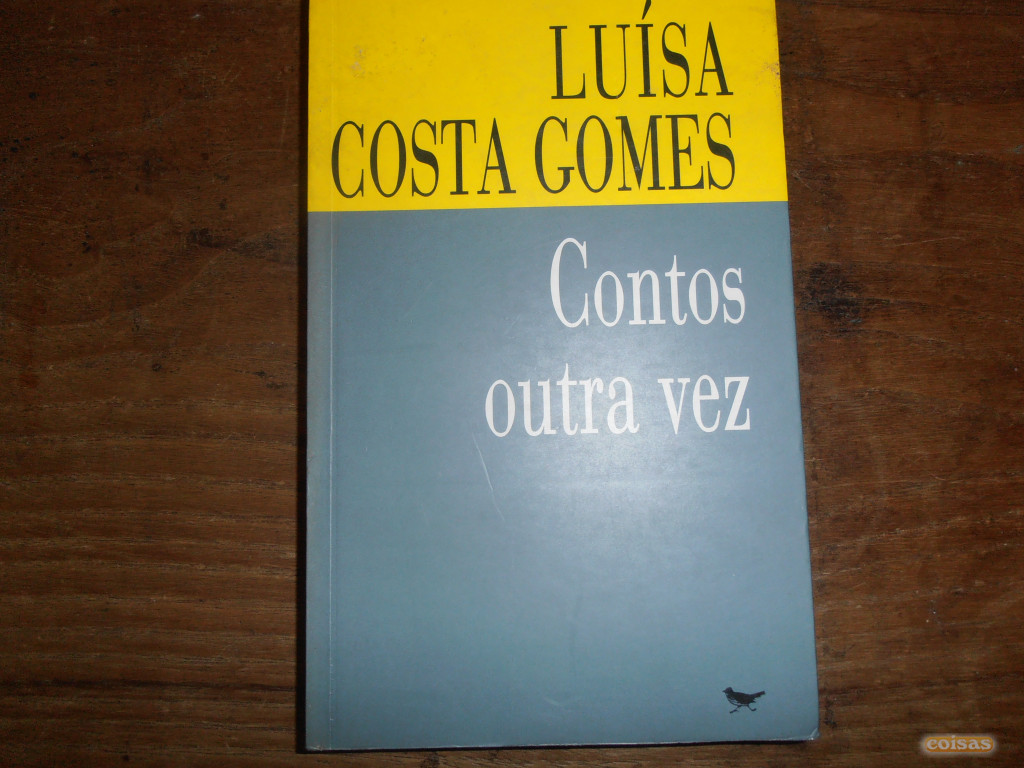 LUÍSA
COSTA GOMES
Contos
outra vez
coisas